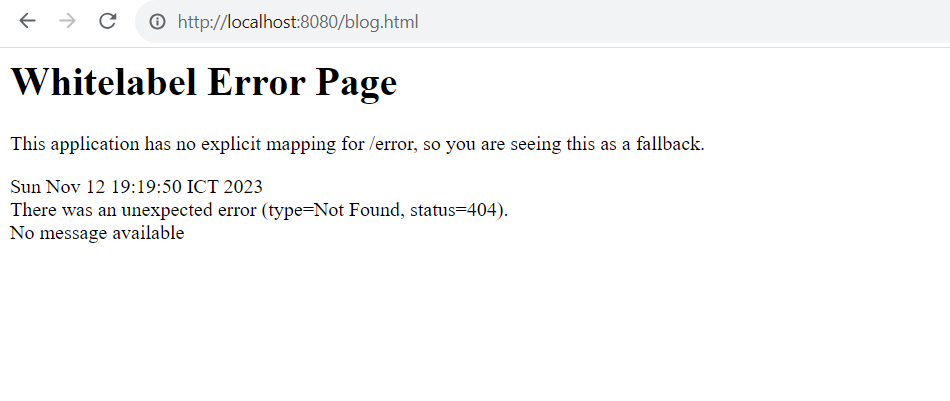 http://localhost:8080/blog.html
Whitelabel Error Page
This application has no explicit mapping for /error, so you are seeing this as a fallback.
Sun Nov 12 19:19:50 ICT 2023
There was an unexpected error (type=Not Found, status=404).
No message available